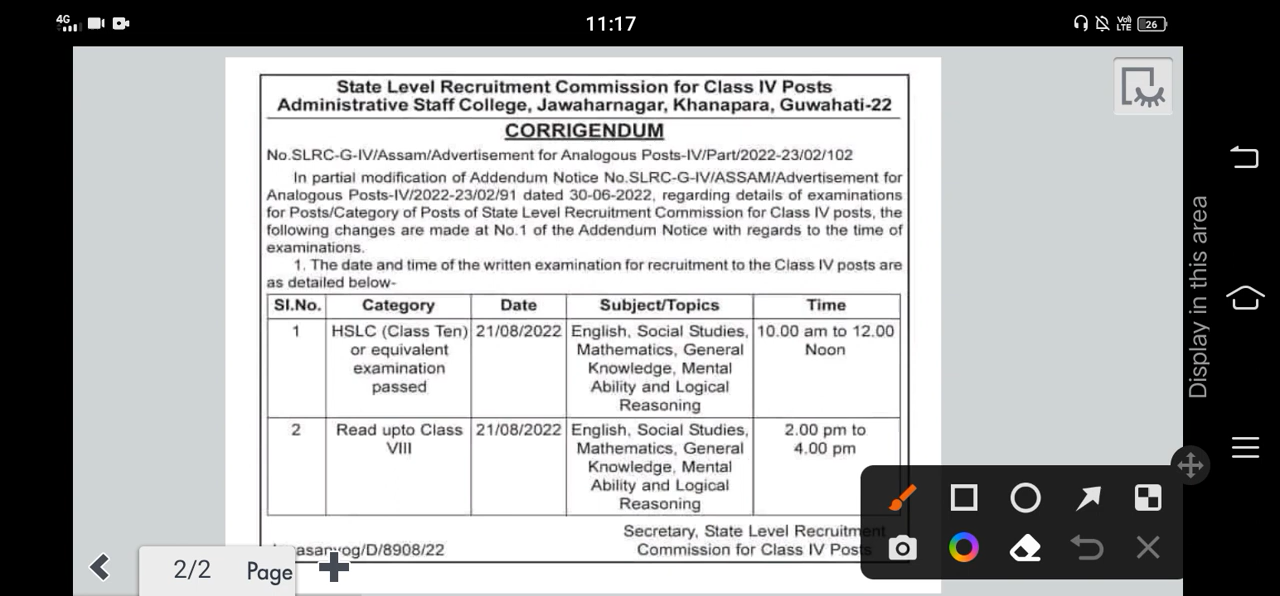 4G
11:17
VoI)
LTE
26
State Level Recruitment Commission for Class IV Posts
Administrative Staff College, Jawaharnagar, Khanapara, Guwahati-22
CORRIGENDUM
No.SLRC-G-IV/Assam/Advertisement for Analogous Posts-IV/Part/2022-23/02/102
In partial modification of Addendum Notice No.SLRC-G-IV/ASSAM/Advertisement for
Analogous Posts-IV/2022-23/02/91 dated 30-06-2022, regarding details of examinations
for Posts/Category of Posts of State Level Recruitment Commission for Class IV posts, the
following changes are made at No.1 of the Addendum Notice with regards to the time of
examinations.
1. The date and time of the written examination for recruitment to the Class IV posts are
as detailed below-
SI.No. Category Date Subject/Topics Time
1 HSLC (Class Ten) 21/08/2022 English, Social Studies, 10.00 am to 12.00
or equivalent Mathematics, General Noon
examination Knowledge, Mental
passed Ability and Logical
Reasoning
2 Read upto Class 21/08/2022 English, Social Studies, 2.00 pm to
VIII Mathematics, General 4.00 pm
Knowledge, Mental
Ability and Logical
Reasoning
Secretary, State Level Recruitment
Commission for Class IV Posts
/D/8908/22
2/2 Page
Display in this area